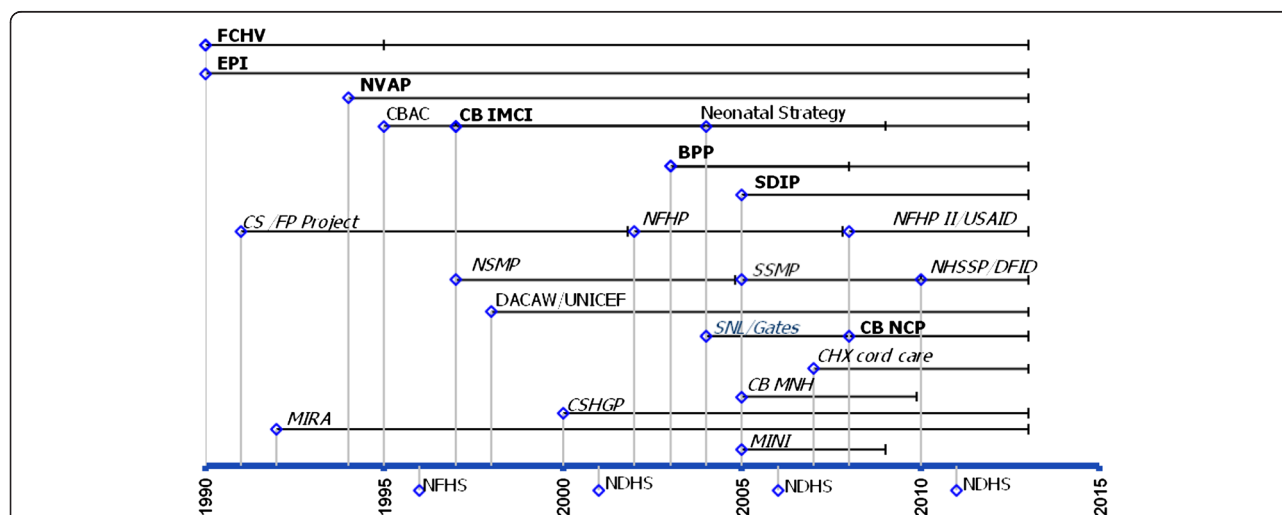 FCHV
EPI
NVAP
CBAC CB IMCI Neonatal Strategy
BPP
SDIP
CS /FP Project NFHP NFHP II/USAID
NSMP SSMP NHSSP/DFID
DACAW/UNICEF
SNL/Gates CB NCP
CHX cord care
CB MNH
CSHGP
MIRA
MINI
NFHS NDHS NDHS NDHS
1990 1995 2000 2005 2010 2015